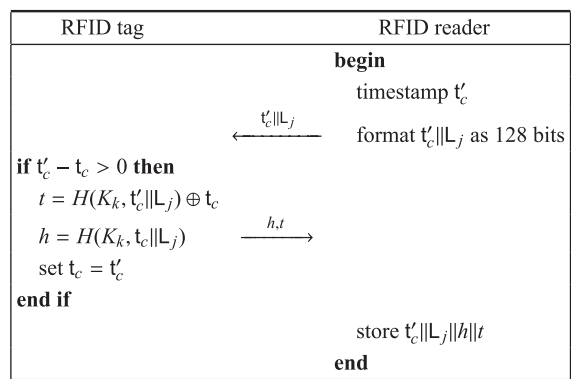 RFID tag RFID reader
begin
timestamp t′c
t′c||Lj
format t′c||Lj as 128 bits
if t′c − tc > 0 then
t = H(Kk, t′c||Lj) ⊕ tc
h = H(Kk, tc||Lj) h,t
set tc = t′c
end if
store t′c||Lj||h||t
end